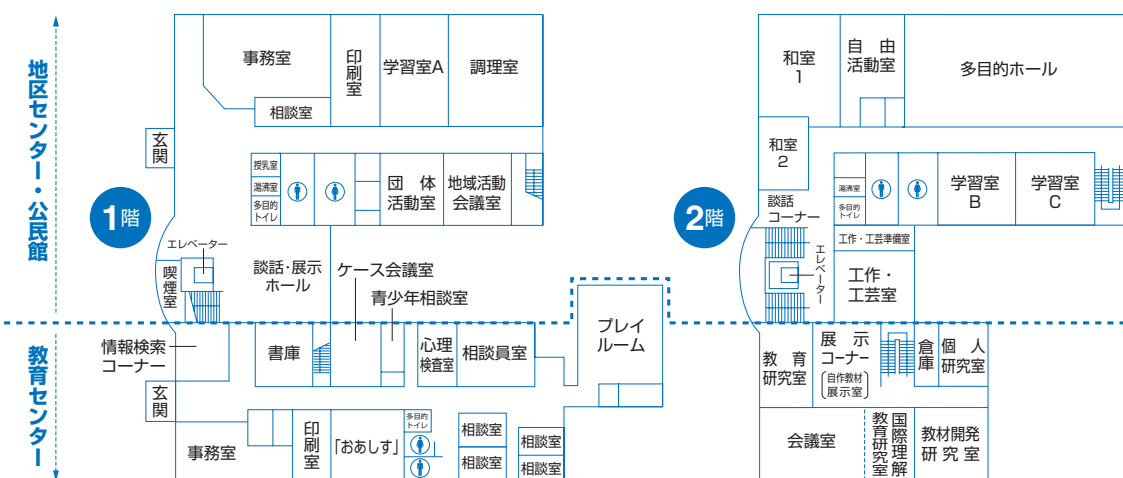 地区センター・公民館
教育センター
1階
事務室
印刷室
学習室A
調理室
相談室
玄関
授乳室
湯沸室
多目的
トイレ
団体
活動室
地域活動
会議室
エレベーター
喫煙室
談話・展示
ホール
ケース会議室
青少年相談室
情報検索
コーナー
書庫
心理
検査室
相談員室
プレイ
ルーム
玄関
事務室
印刷室
「おあしす」
多目的
トイレ
相談室
相談室
相談室
相談室
2階
和室
1
自由
活動室
多目的ホール
和室
2
談話
コーナー
湯沸室
多目的
トイレ
学習室
B
学習室
C
工作・工芸準備室
エレベーター
工作・
工芸室
教育
研究室
展示
コーナー
自作教材
展示室
倉庫
個人
研究室
会議室
国際理解
教育研究室
教材開発
研究室